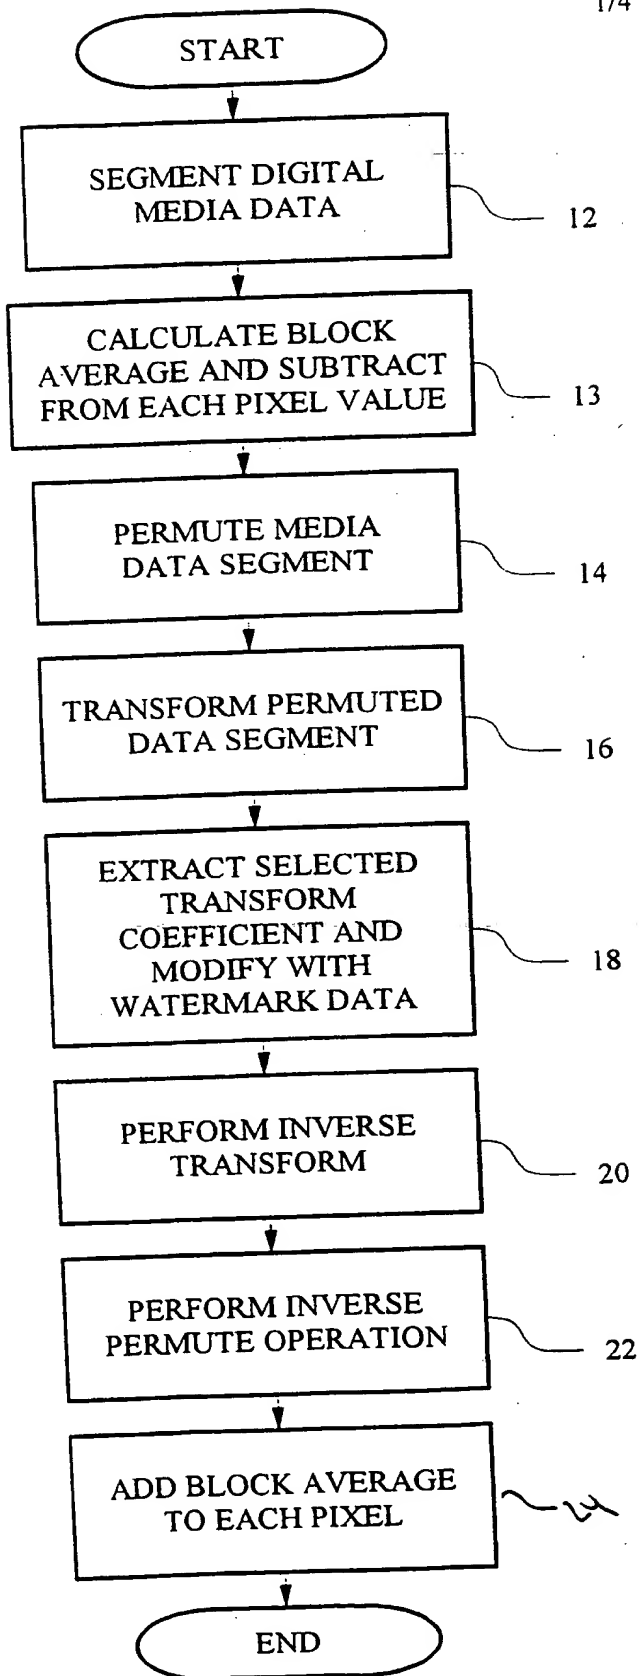 1/4
START
SEGMENT DIGITAL
MEDIA DATA
12
CALCULATE BLOCK
AVERAGE AND SUBTRACT
FROM EACH PIXEL VALUE
13
PERMUTE MEDIA
DATA SEGMENT
14
TRANSFORM PERMUTED
DATA SEGMENT
16
EXTRACT SELECTED
TRANSFORM
COEFFICIENT AND
MODIFY WITH
WATERMARK DATA
18
PERFORM INVERSE
TRANSFORM
20
PERFORM INVERSE
PERMUTE OPERATION
22
ADD BLOCK AVERAGE
TO EACH PIXEL
24
END